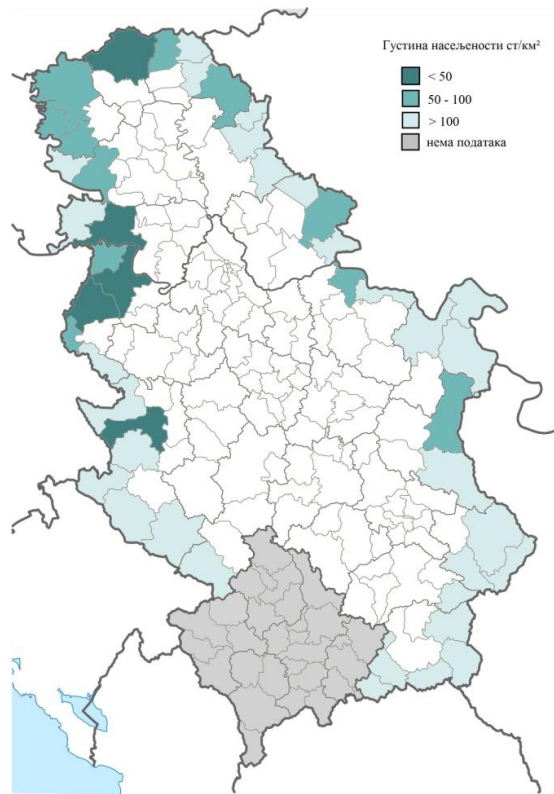 Густина насељености ст/км²
< 50
50 - 100
> 100
нема података